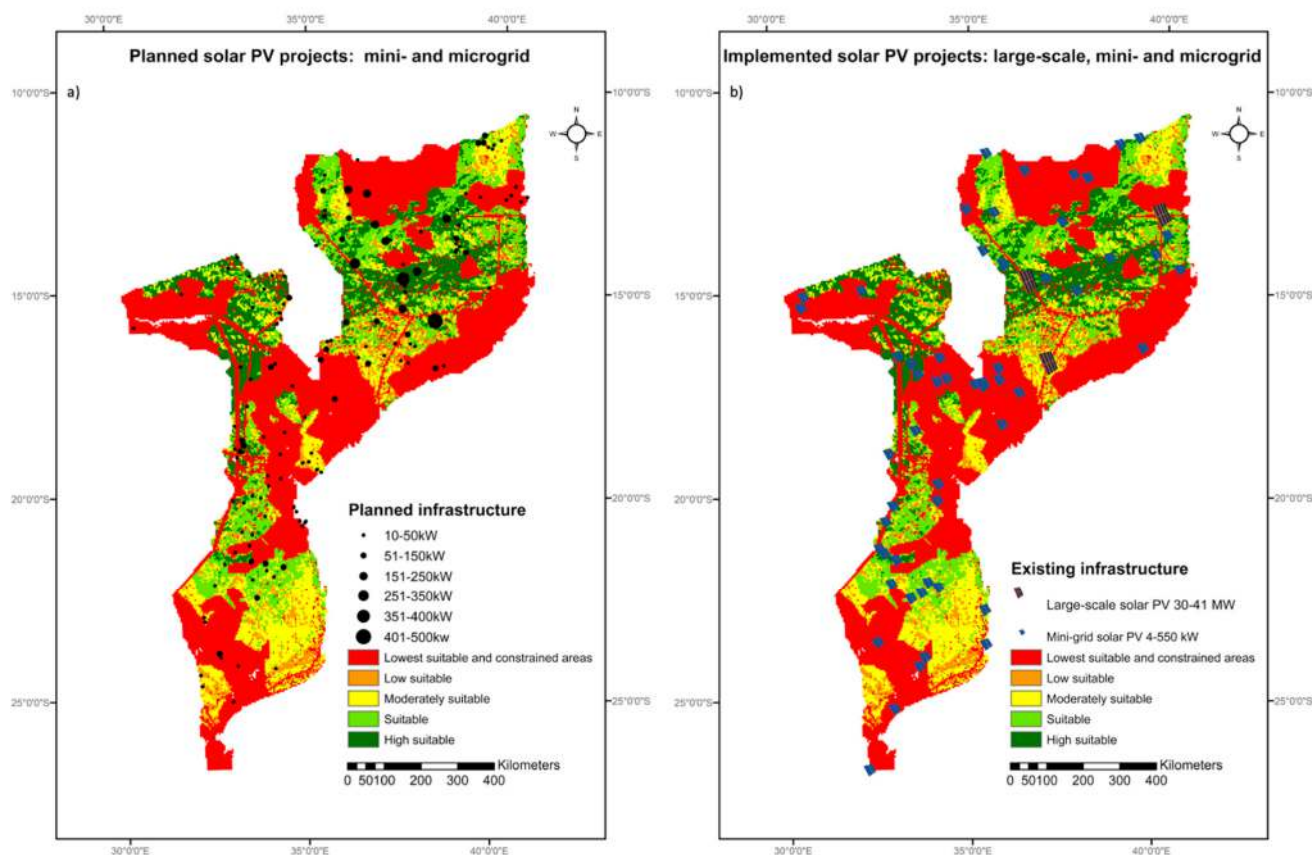 30°0'0"E 35°0'0"E 40°0'0"E
Planned solar PV projects: mini- and microgrid
a)
10°0'0"S
15°0'0"S
20°0'0"S
25°0'0"S
N
W E
S
Planned infrastructure
10-50kW
51-150kW
151-250kW
251-350kW
351-400kW
401-500kw
Lowest suitable and constrained areas
Low suitable
Moderately suitable
Suitable
High suitable
Kilometers
0 50100 200 300 400
10°0'0"S
15°0'0"S
20°0'0"S
25°0'0"S
30°0'0"E 35°0'0"E 40°0'0"E
30°0'0"E 35°0'0"E 40°0'0"E
Implemented solar PV projects: large-scale, mini- and microgrid
b)
N
W E
S
Existing infrastructure
Large-scale solar PV 30-41 MW
Mini-grid solar PV 4-550 kW
Lowest suitable and constrained areas
Low suitable
Moderately suitable
Suitable
High suitable
Kilometers
0 50100 200 300 400
10°0'0"S
15°0'0"S
20°0'0"S
25°0'0"S
30°0'0"E 35°0'0"E 40°0'0"E